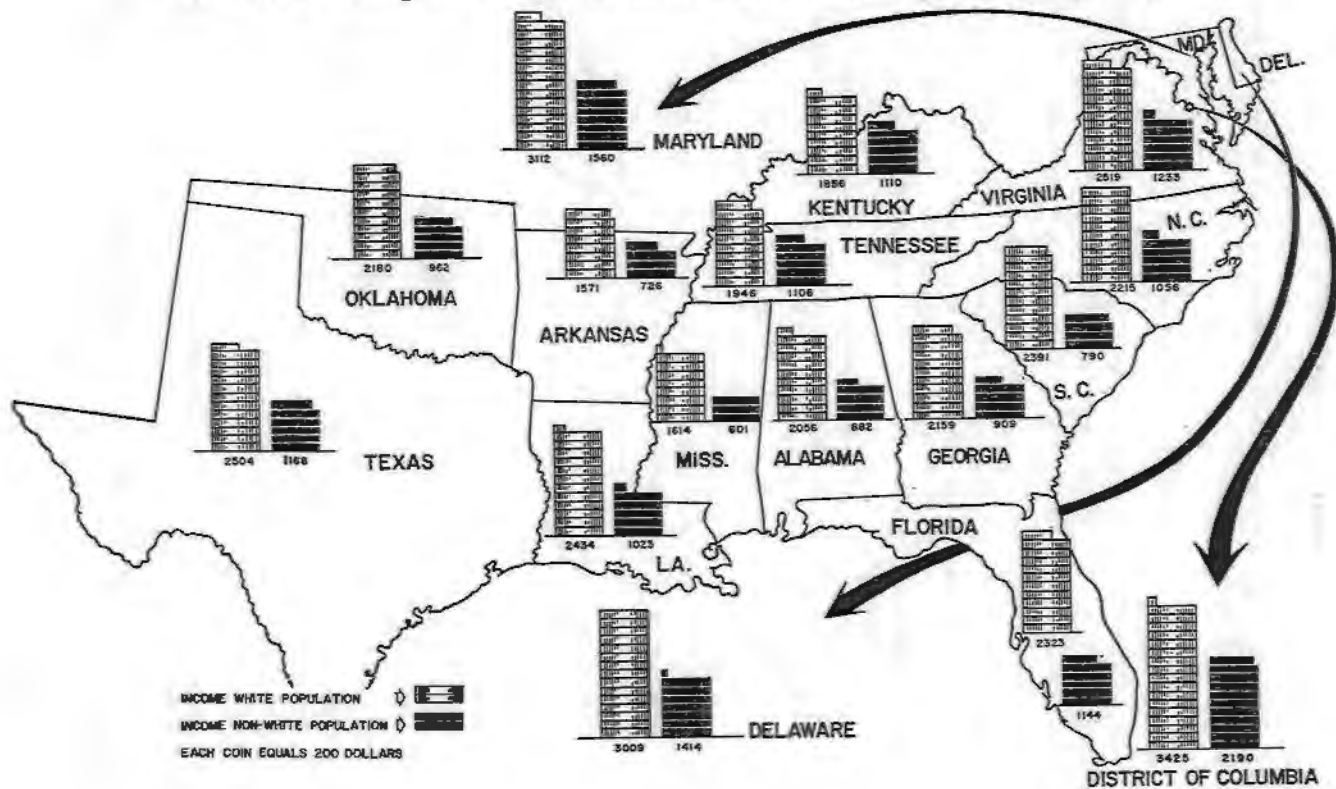 3112 1560
MARYLAND
MD.
DEL.
2519 1233
VIRGINIA
1856 1110
KENTUCKY
2180 962
OKLAHOMA
1571 726
ARKANSAS
1946 1106
TENNESSEE
N.C.
2215 1056
2391 790
S.C.
2504 1168
TEXAS
1614 601
MISS.
2056 882
ALABAMA
2159 909
GEORGIA
2434 1023
LA.
FLORIDA
2323
1144
INCOME WHITE POPULATION
INCOME NON-WHITE POPULATION
EACH COIN EQUALS 200 DOLLARS
3009 1414
DELAWARE
3425 2190
DISTRICT OF COLUMBIA